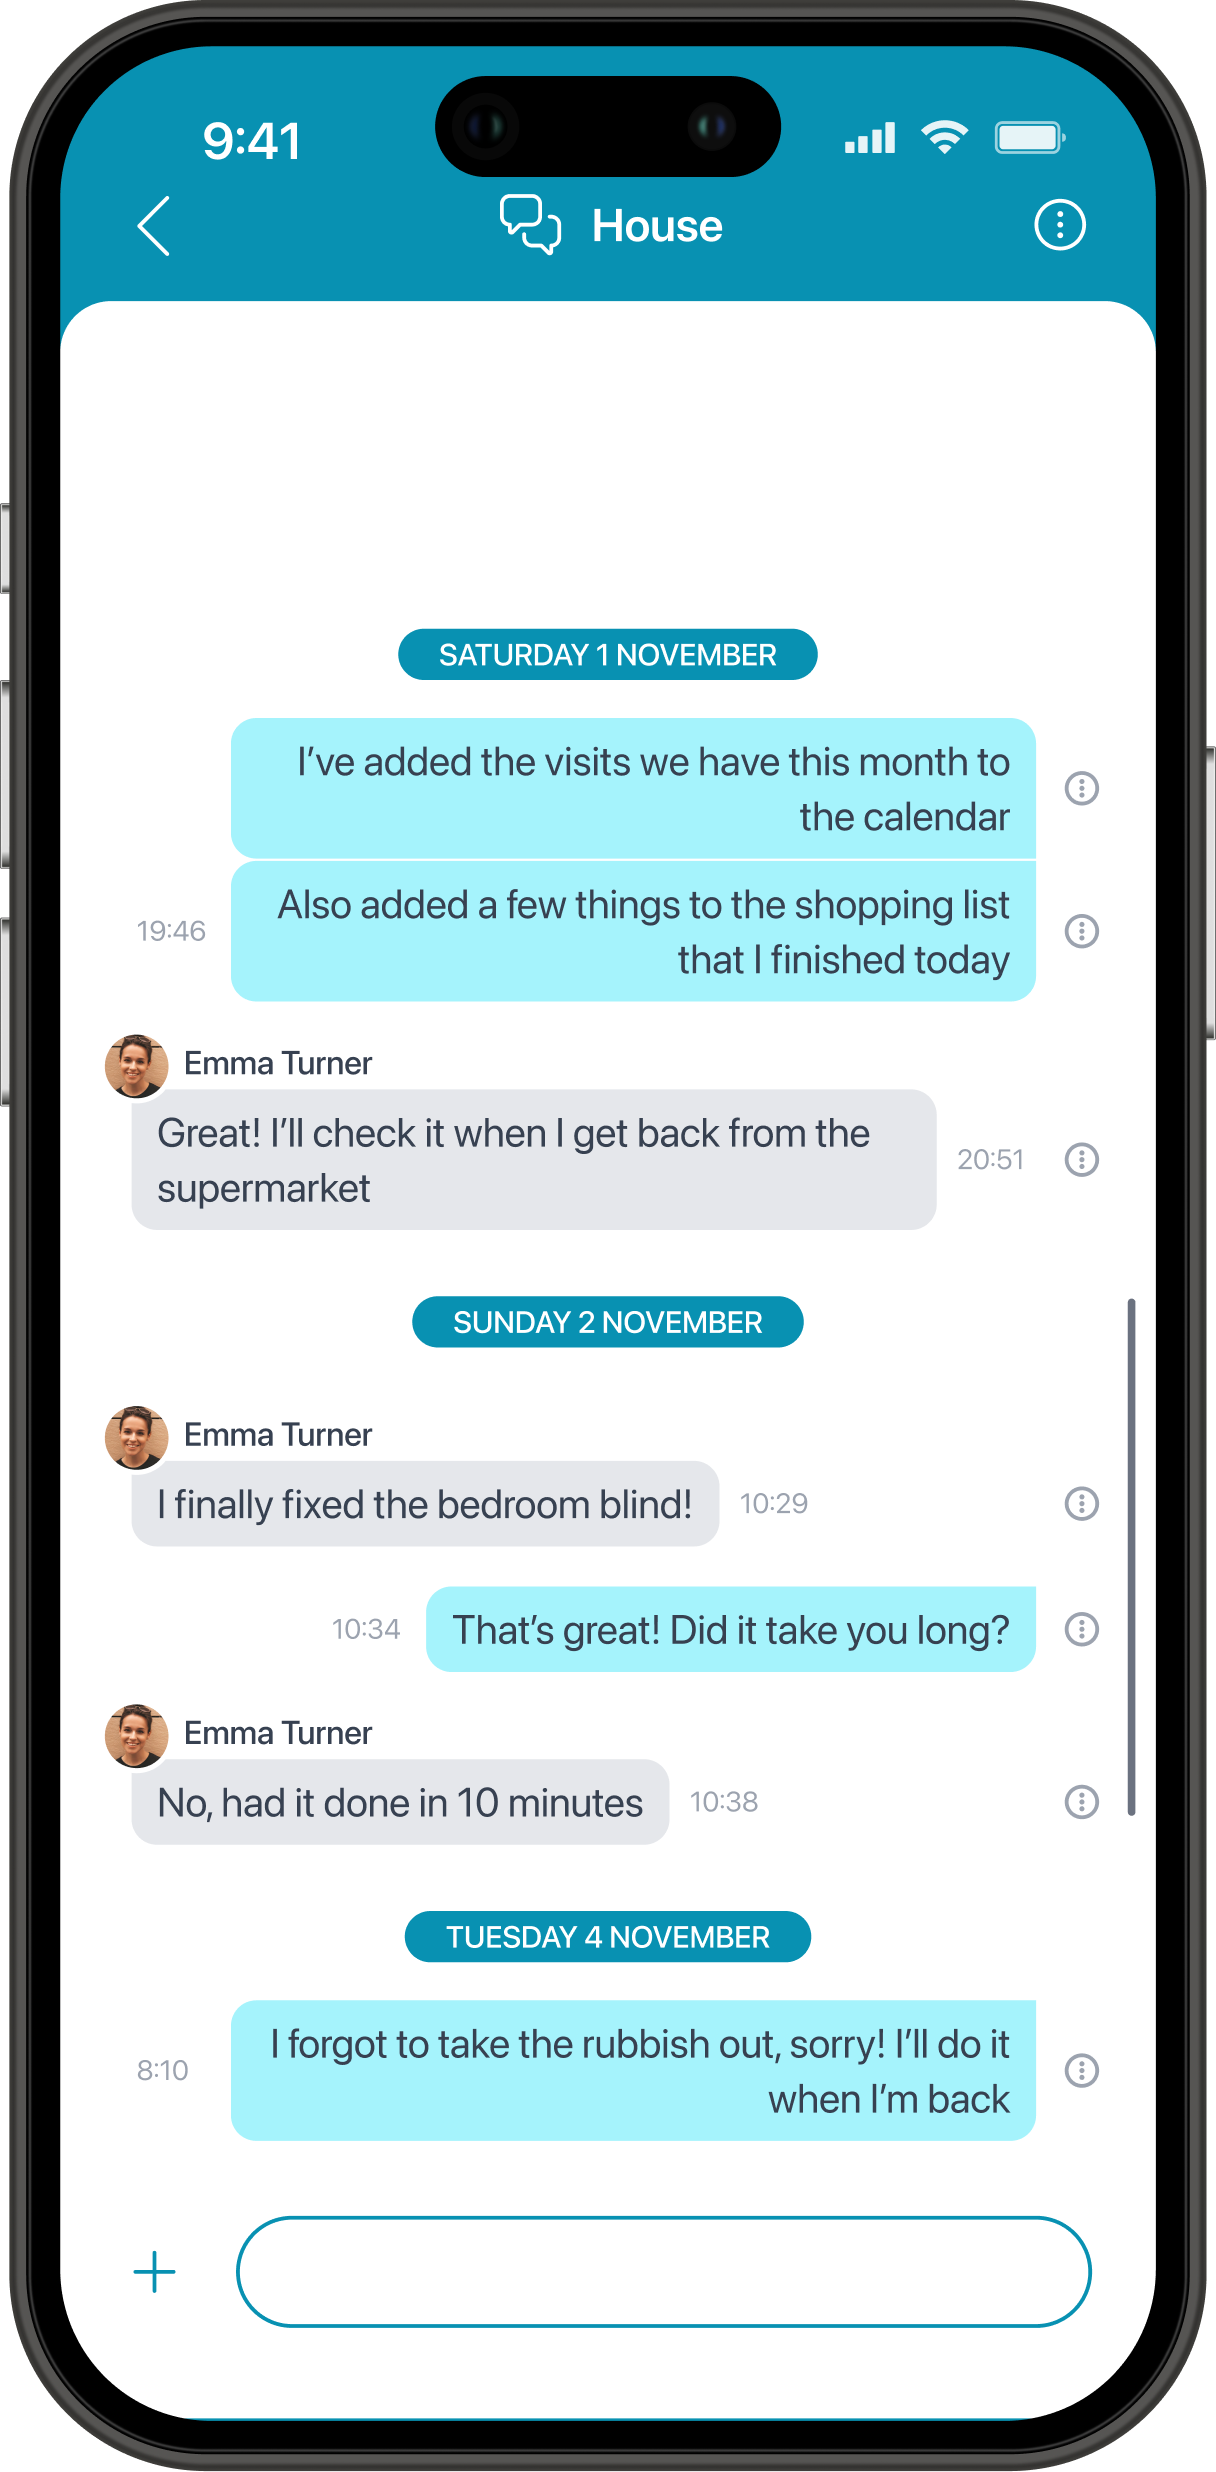 9:41
House
SATURDAY 1 NOVEMBER
I’ve added the visits we have this month to
the calendar
Also added a few things to the shopping list
that I finished today
19:46
Emma Turner
Great! I’ll check it when I get back from the
supermarket
20:51
SUNDAY 2 NOVEMBER
Emma Turner
I finally fixed the bedroom blind!
10:29
10:34
That’s great! Did it take you long?
Emma Turner
No, had it done in 10 minutes
10:38
TUESDAY 4 NOVEMBER
I forgot to take the rubbish out, sorry! I’ll do it
when I’m back
8:10